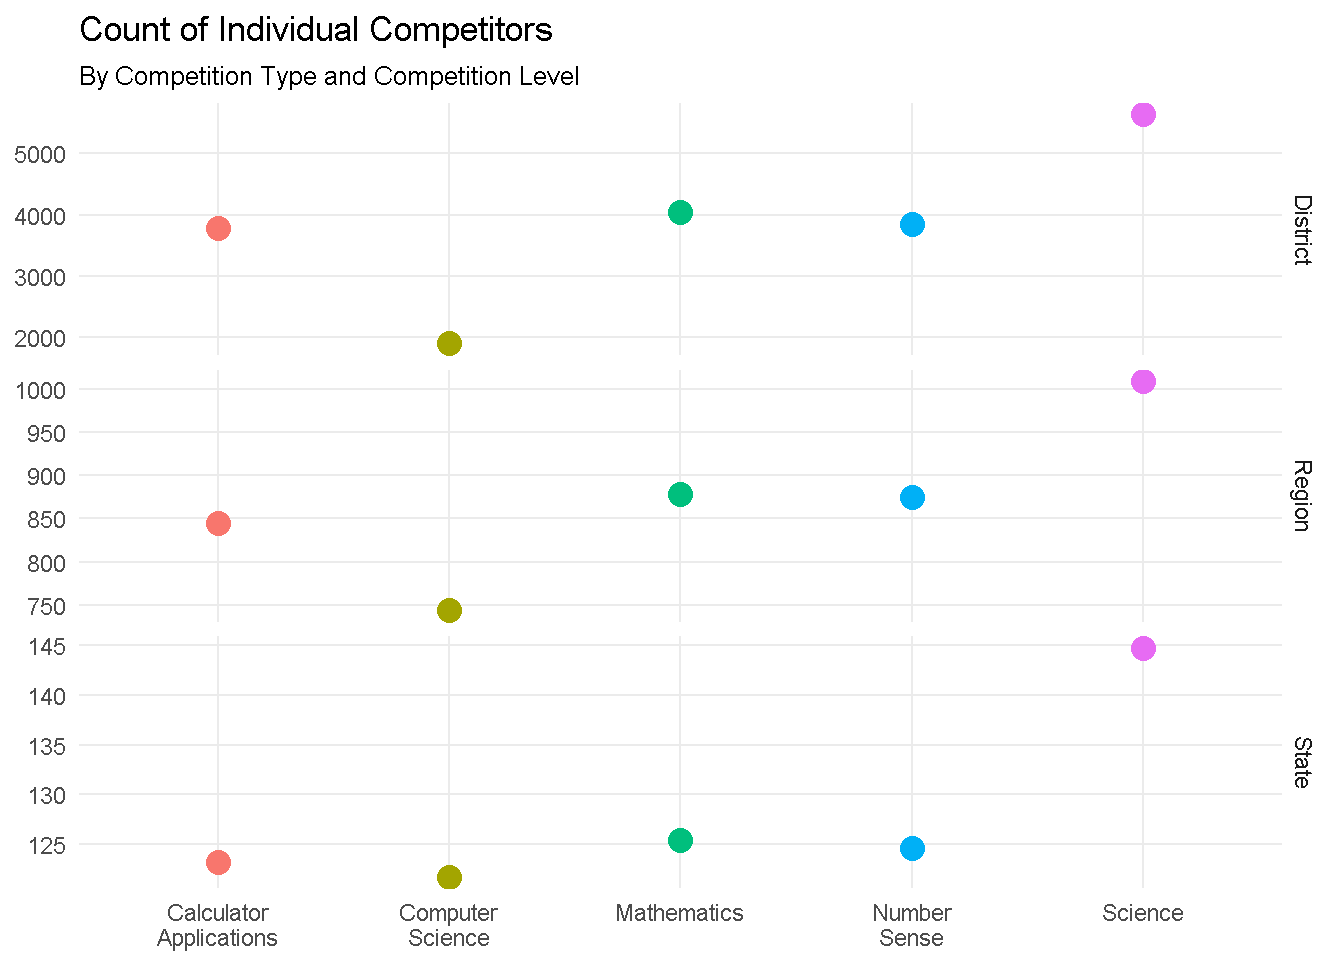 Count of Individual Competitors
By Competition Type and Competition Level
5000
4000
3000
2000
District
1000
950
900
850
800
750
Region
145
140
135
130
125
State
Calculator
Applications
Computer
Science
Mathematics
Number
Sense
Science